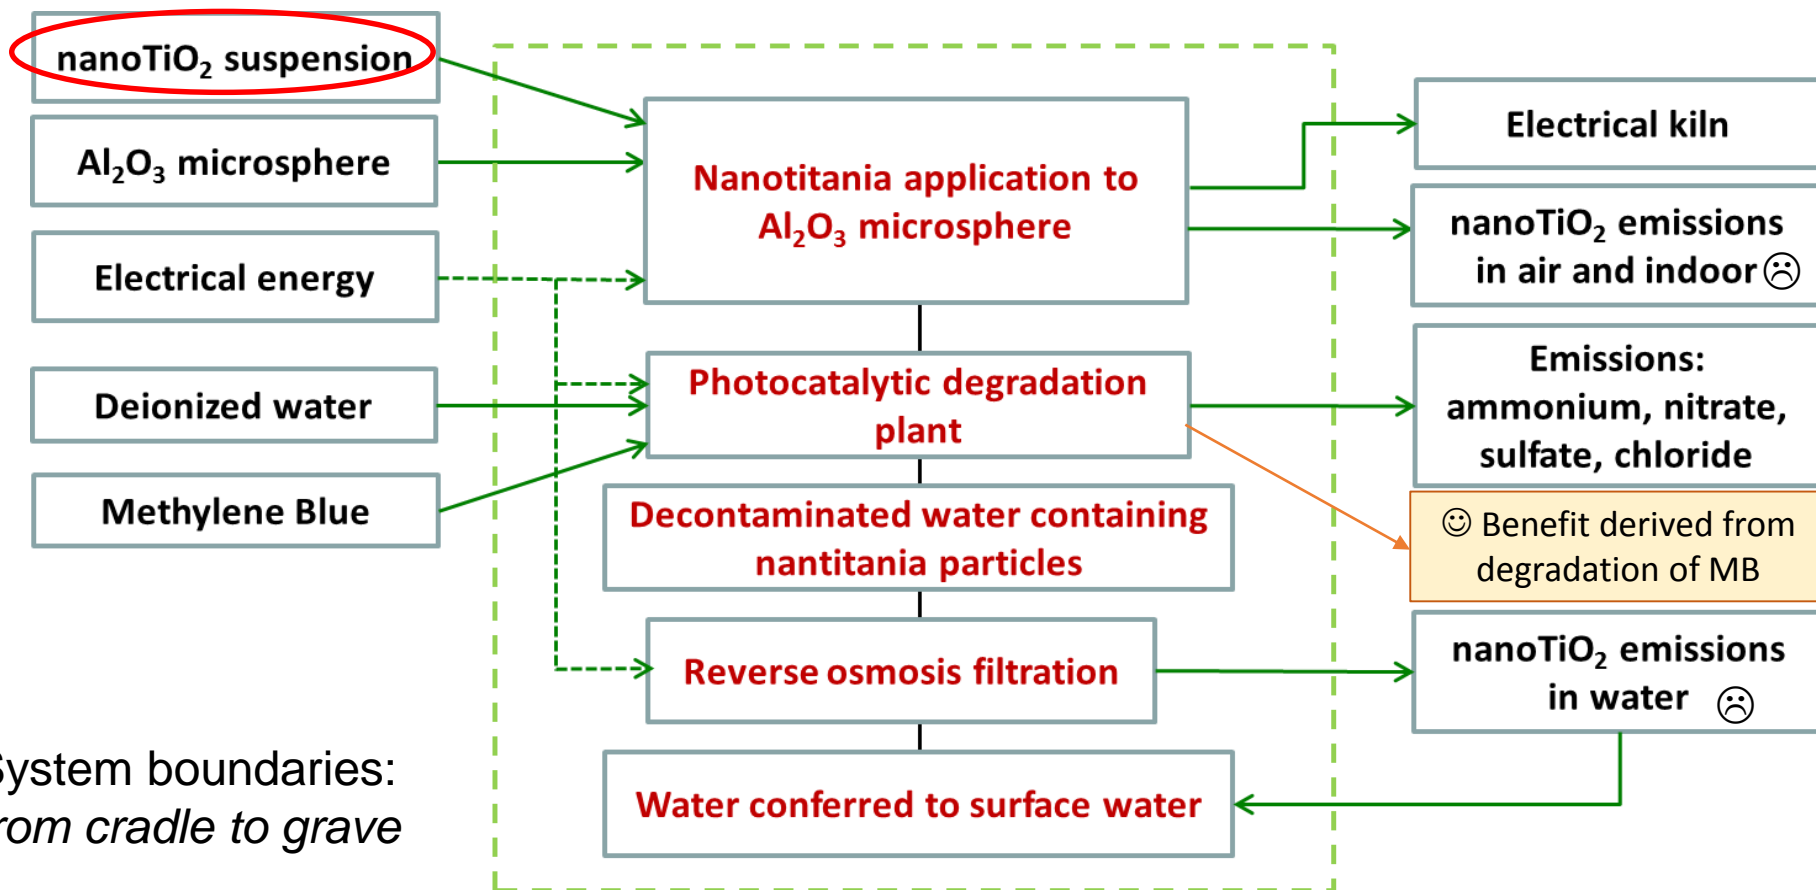 nanoTiO₂ suspension
Al₂O₃ microsphere
Electrical energy
Deionized water
Methylene Blue
System boundaries:
rom cradle to grave
Nanotitania application to
Al₂O₃ microsphere
Photocatalytic degradation
plant
Decontaminated water containing
nantitania particles
Reverse osmosis filtration
Water conferred to surface water
Electrical kiln
nanoTiO₂ emissions
in air and indoor ☹
Emissions:
ammonium, nitrate,
sulfate, chloride
☺ Benefit derived from
degradation of MB
nanoTiO₂ emissions
in water ☹